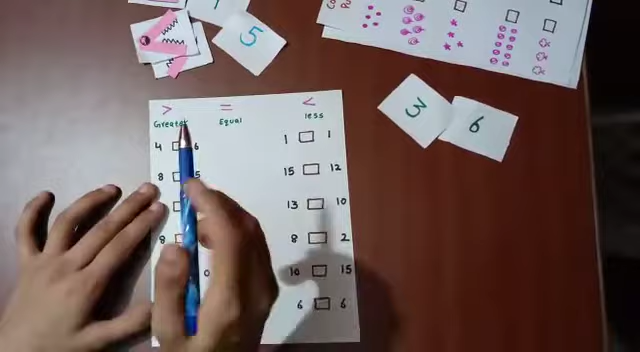 5
3
6
> = <
Greater Equal less
4 □ 6 1 □ 1
8 □ 5 15 □ 12
13 □ 10
8 8 □ 2
0 10 □ 15
6 □ 6